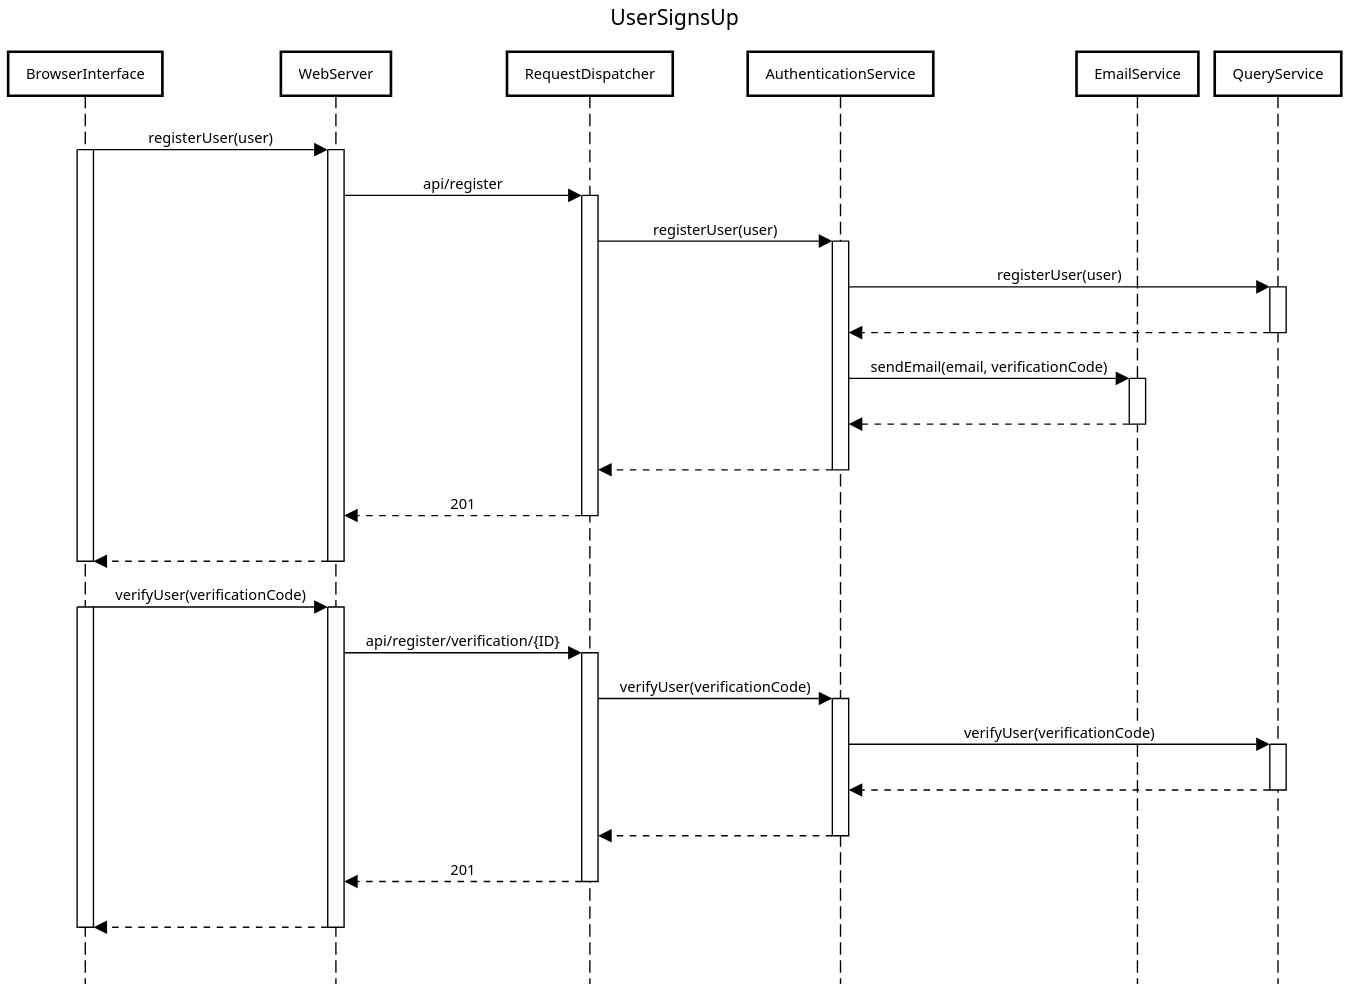 UserSignsUp
BrowserInterface
WebServer
RequestDispatcher
AuthenticationService
EmailService
QueryService
registerUser(user)
api/register
registerUser(user)
registerUser(user)
sendEmail(email, verificationCode)
201
verifyUser(verificationCode)
api/register/verification/{ID}
verifyUser(verificationCode)
verifyUser(verificationCode)
201